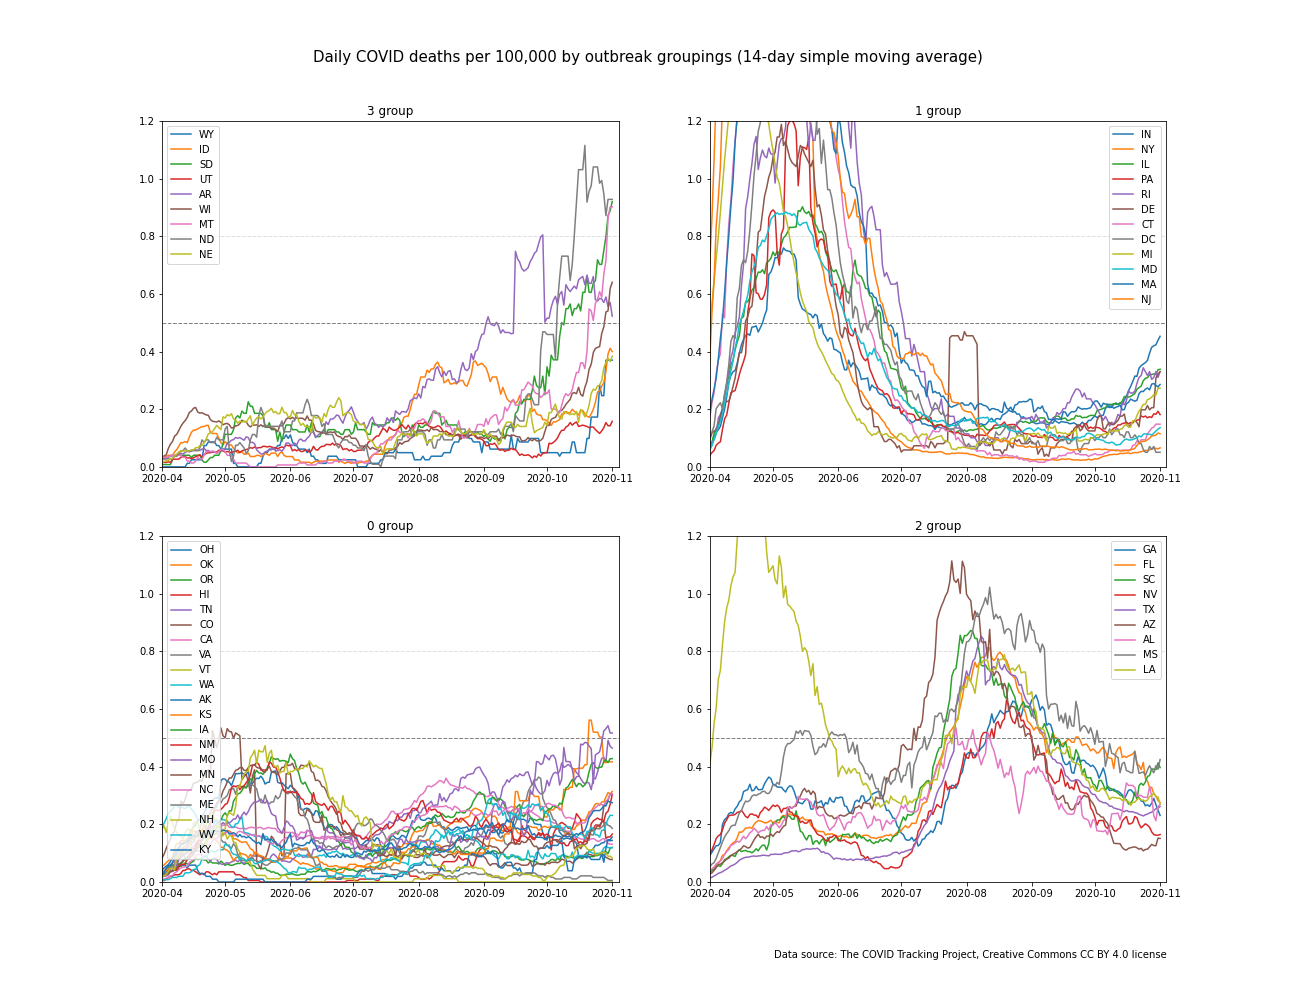 Daily COVID deaths per 100,000 by outbreak groupings (14-day simple moving average)
3 group
1.2
1.0
0.8
0.6
0.4
0.2
0.0
WY
ID
SD
UT
AR
WI
MT
ND
NE
2020-04 2020-05 2020-06 2020-07 2020-08 2020-09 2020-10 2020-11
1 group
1.2
1.0
0.8
0.6
0.4
0.2
0.0
IN
NY
IL
PA
RI
DE
CT
DC
MI
MD
MA
NJ
2020-04 2020-05 2020-06 2020-07 2020-08 2020-09 2020-10 2020-11
0 group
1.2
1.0
0.8
0.6
0.4
0.2
0.0
OH
OK
OR
HI
TN
CO
CA
VA
VT
WA
AK
KS
IA
NM
MO
MN
NC
ME
NH
WV
KY
2020-04 2020-05 2020-06 2020-07 2020-08 2020-09 2020-10 2020-11
2 group
1.2
1.0
0.8
0.6
0.4
0.2
0.0
GA
FL
SC
NV
TX
AZ
AL
MS
LA
2020-04 2020-05 2020-06 2020-07 2020-08 2020-09 2020-10 2020-11
Data source: The COVID Tracking Project, Creative Commons CC BY 4.0 license